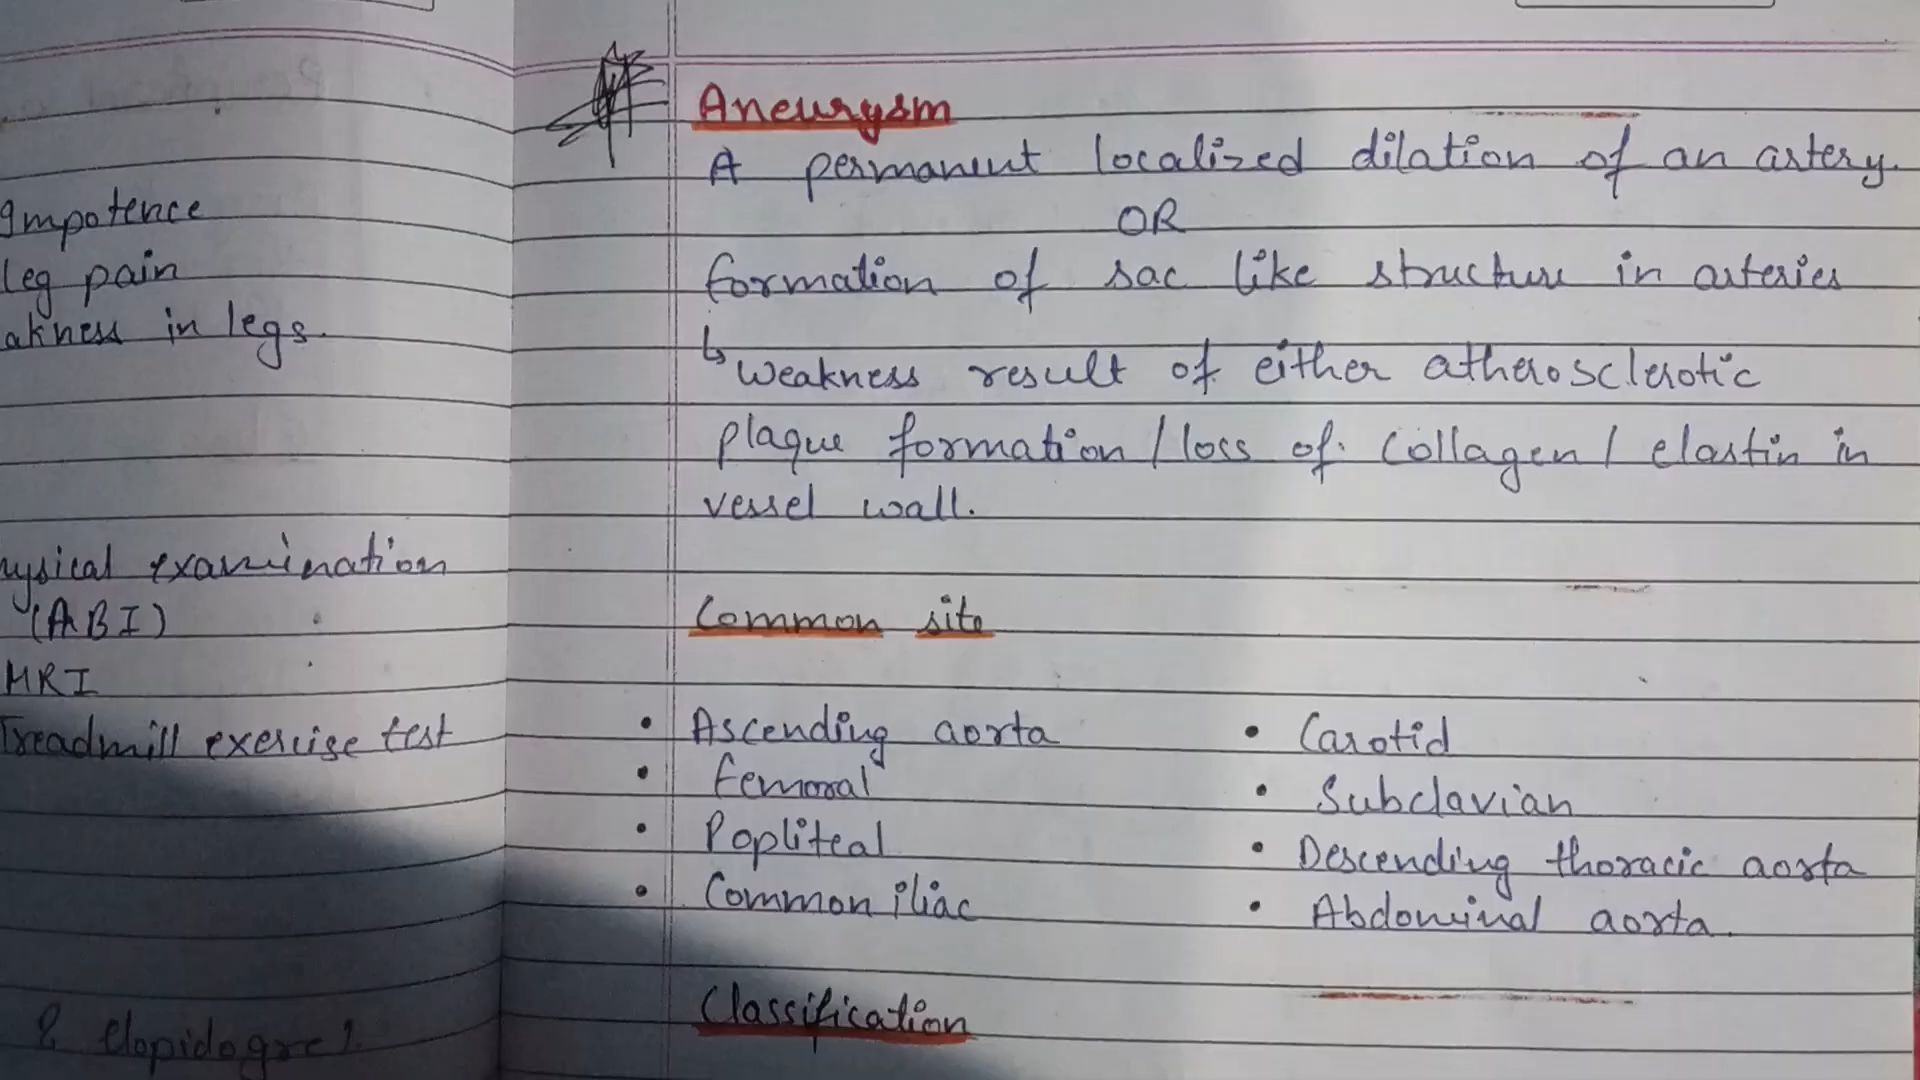 Impotence
leg pain
akness in legs.
ysical examination
(ABI)
MRI
Treadmill exercise test
& Clopidogrel.
Aneurysm
A permanent localized dilation of an artery.
OR
formation of sac like structure in arteries
↳ Weakness result of either atherosclerotic
plaque formation / loss of collagen / elastin in
vessel wall.
Common site
• Ascending aorta • Carotid
• femoral • Subclavian
• Popliteal • Descending thoracic aorta
• Common iliac • Abdominal aorta.
Classification